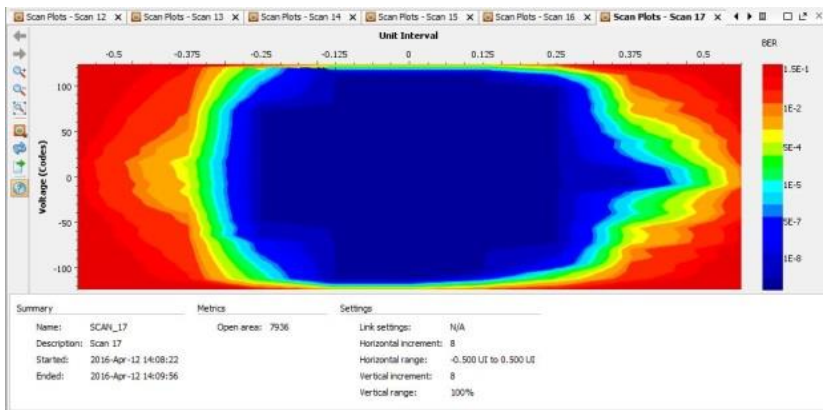 Scan Plots - Scan 12 Scan Plots - Scan 13 Scan Plots - Scan 14 Scan Plots - Scan 15 Scan Plots - Scan 16 Scan Plots - Scan 17
Unit Interval
BER
-0.5 -0.375 -0.25 -0.125 0 0.125 0.25 0.375 0.5
Voltage (Codes)
100
50
0
-50
-100
1.5E-1
1E-2
5E-4
1E-5
5E-7
1E-8
Summary Metrics Settings
Name: SCAN_17 Open area: 7936 Link settings: N/A
Description: Scan 17 Horizontal increment: 8
Started: 2016-Apr-12 14:08:22 Horizontal range: -0.500 UI to 0.500 UI
Ended: 2016-Apr-12 14:09:56 Vertical increment: 8
Vertical range: 100%